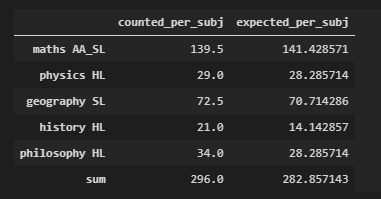 counted_per_subj expected_per_subj
maths AA_SL 139.5 141.428571
physics HL 29.0 28.285714
geography SL 72.5 70.714286
history HL 21.0 14.142857
philosophy HL 34.0 28.285714
sum 296.0 282.857143